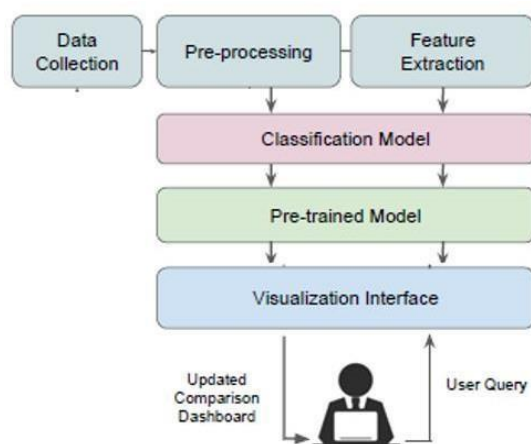 Data
Collection
Pre-processing
Feature
Extraction
Classification Model
Pre-trained Model
Visualization Interface
Updated
Comparison
Dashboard
User Query